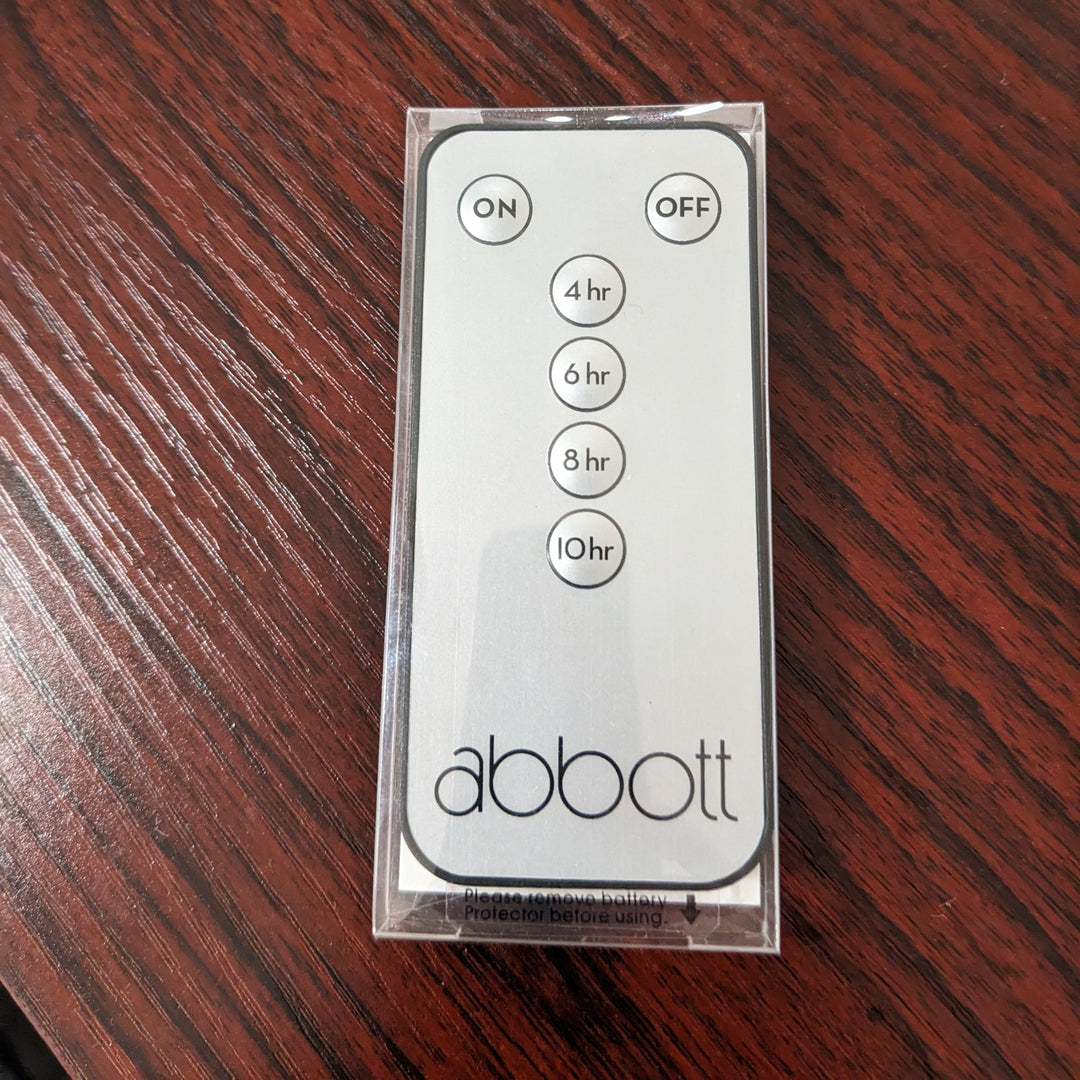 ON OFF
4 hr
6 hr
8 hr
10 hr
abbott
Please remove battery
Protector before using.